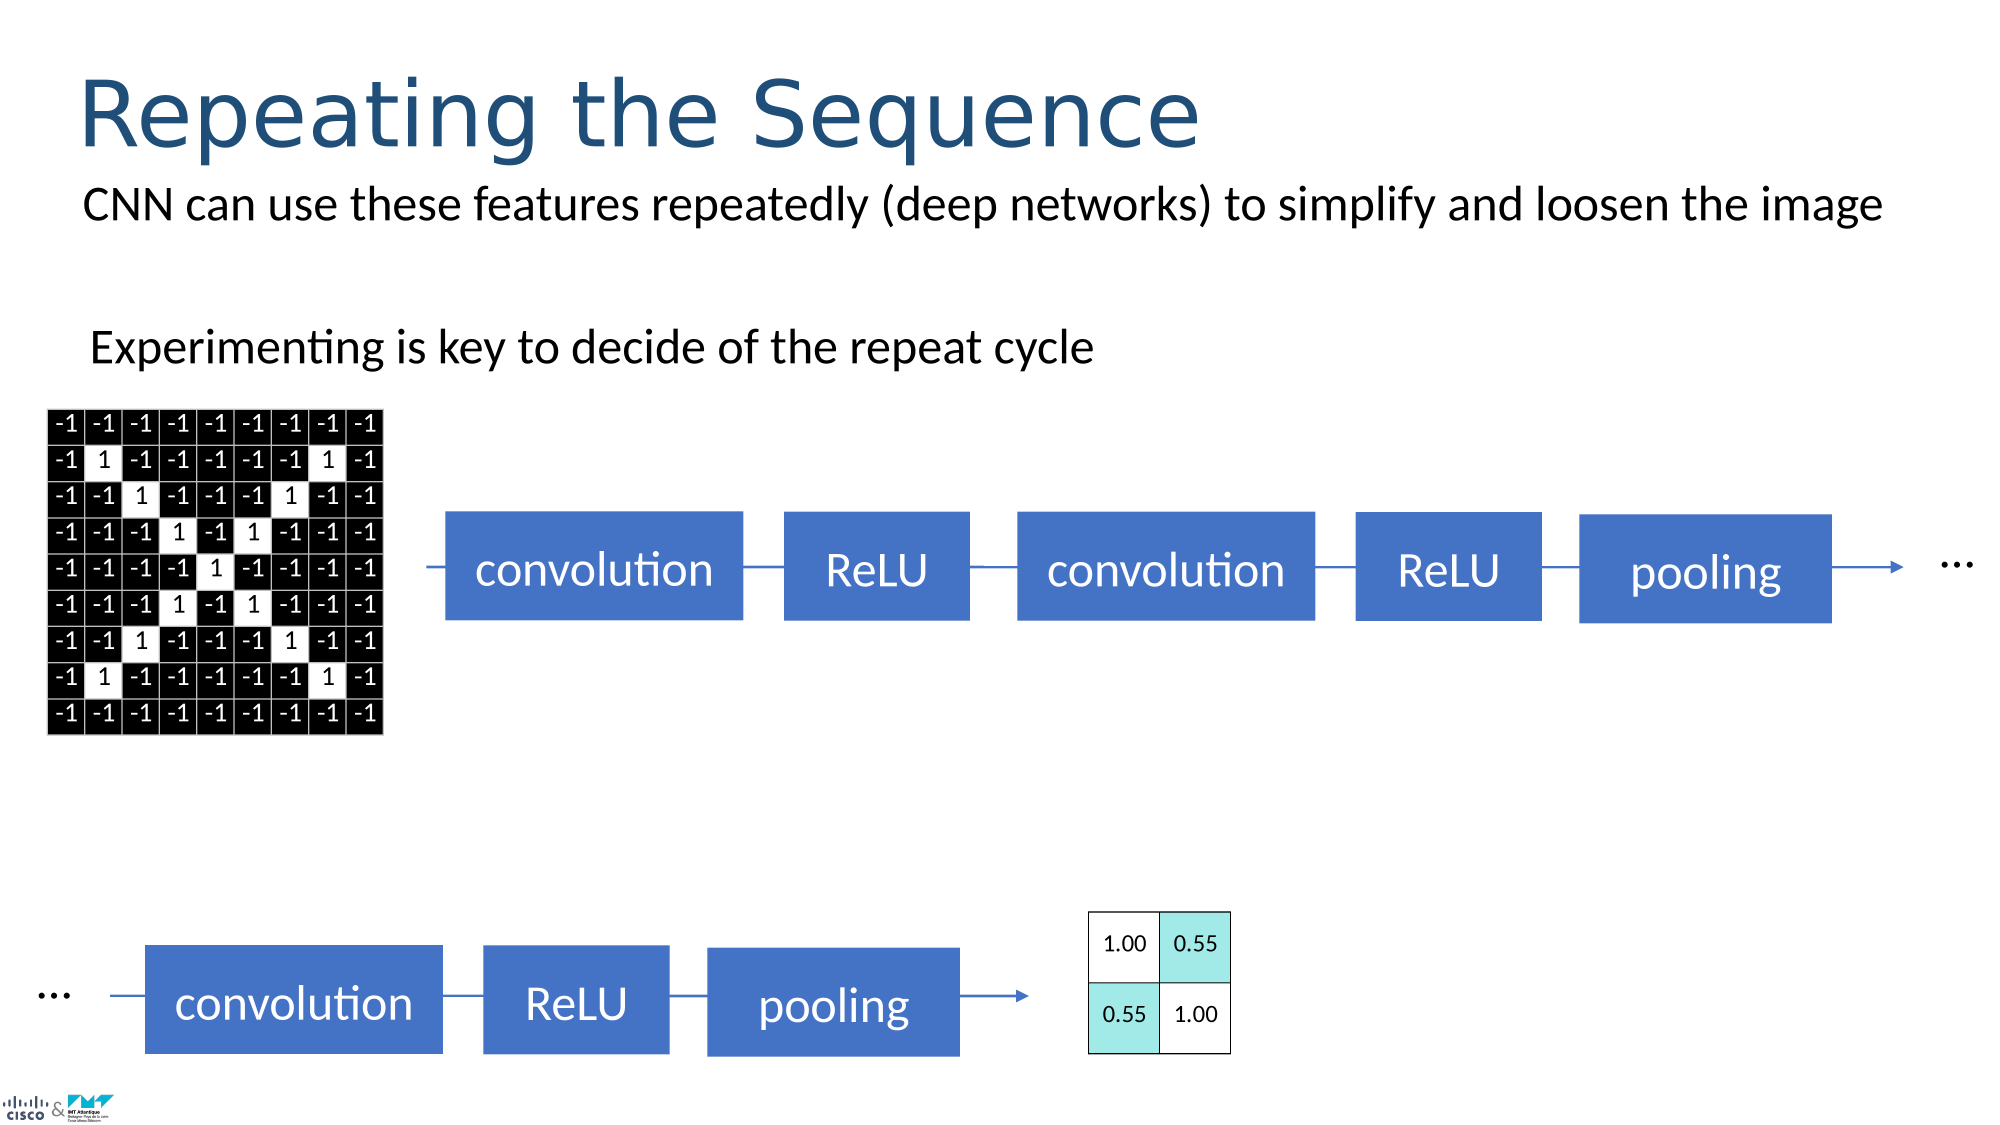 Repeating the Sequence
CNN can use these features repeatedly (deep networks) to simplify and loosen the image
Experimenting is key to decide of the repeat cycle
-1 -1 -1 -1 -1 -1 -1 -1 -1
-1 1 -1 -1 -1 -1 -1 1 -1
-1 -1 1 -1 -1 -1 1 -1 -1
-1 -1 -1 1 -1 1 -1 -1 -1
-1 -1 -1 -1 1 -1 -1 -1 -1
-1 -1 -1 1 -1 1 -1 -1 -1
-1 -1 1 -1 -1 -1 1 -1 -1
-1 1 -1 -1 -1 -1 -1 1 -1
-1 -1 -1 -1 -1 -1 -1 -1 -1
convolution ReLU convolution ReLU pooling ...
... convolution ReLU pooling
1.00 0.55
0.55 1.00
CISCO & IMT Atlantique